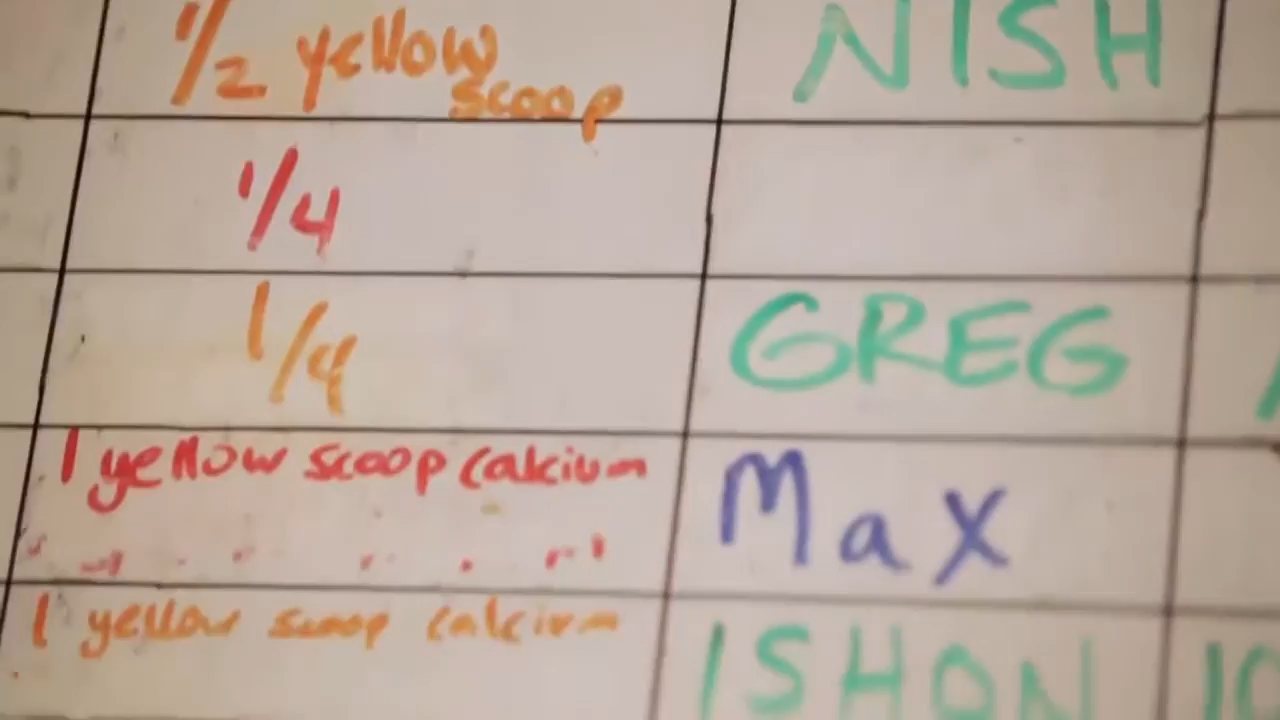 1/2 yellow scoop NISH
1/4
1/4 GREG
1 yellow scoop calcium Max
1 yellow scoop calcium ISHAN